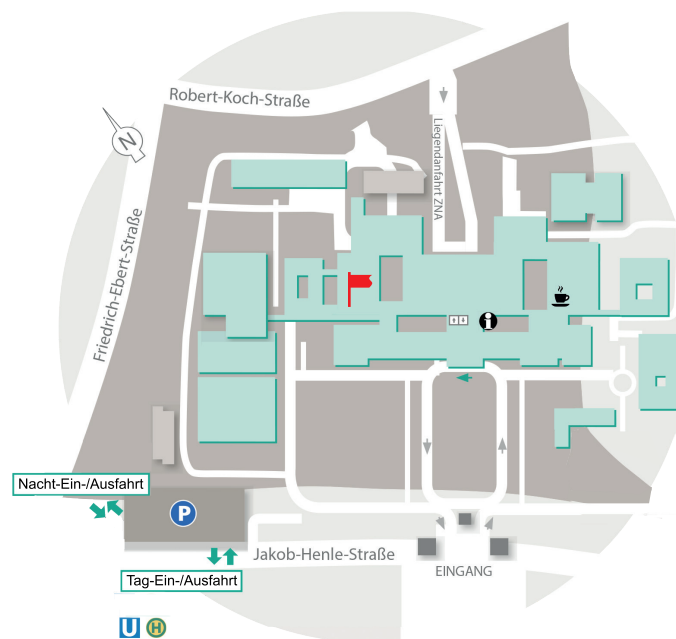 Robert-Koch-Straße
N
Liegendanfahrt ZNA
Friedrich-Ebert-Straße
i
Nacht-Ein-/Ausfahrt
P
Jakob-Henle-Straße
EINGANG
Tag-Ein-/Ausfahrt
U H